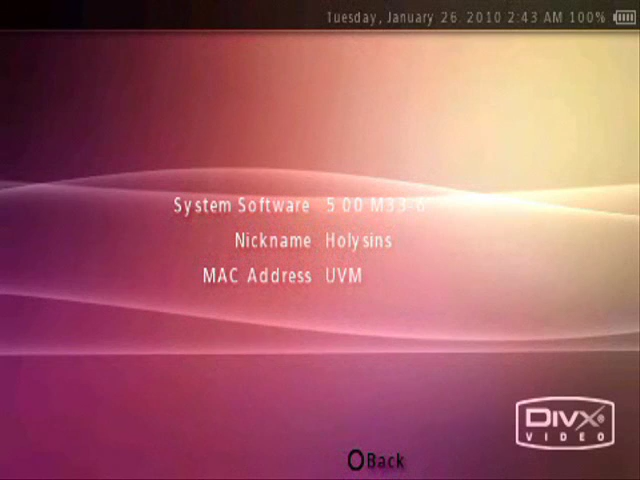 Tuesday, January 26, 2010 2:43 AM 100%
System Software 5.00 M33-6
Nickname Holysins
MAC Address UVM
DIVX®
VIDEO
Back